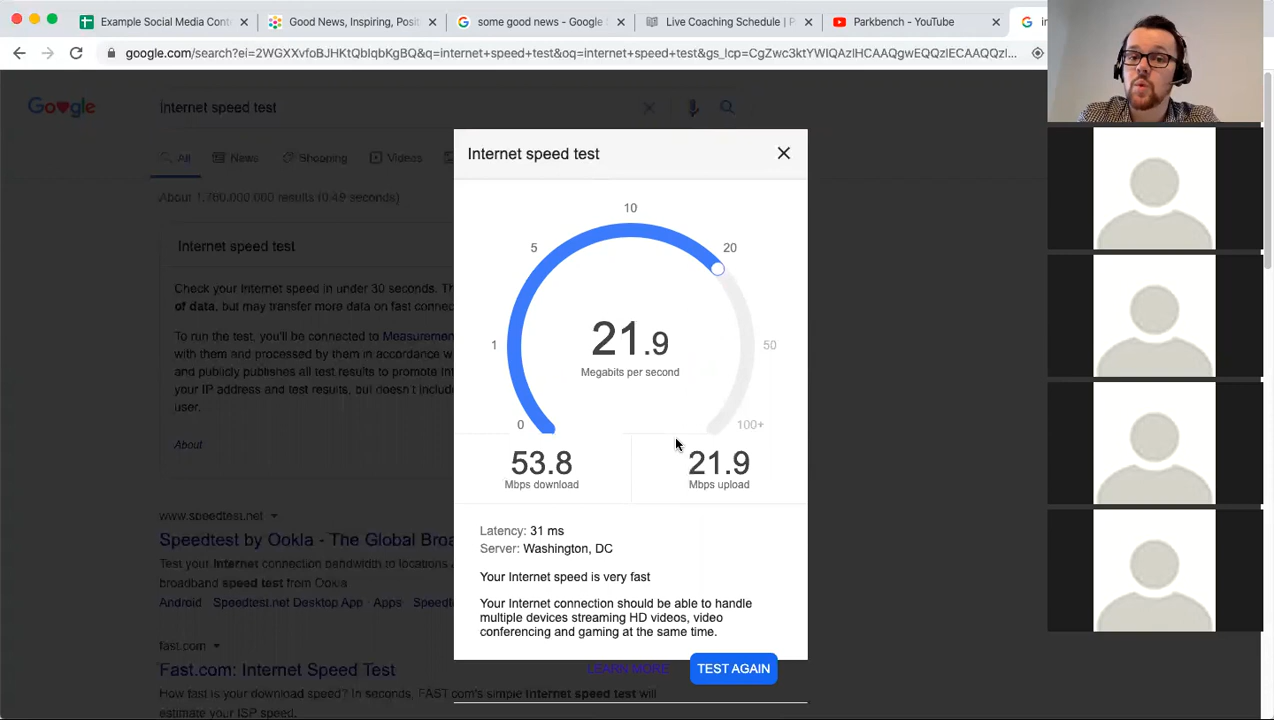 Example Social Media Cont
Good News, Inspiring, Posit
some good news - Google S
Live Coaching Schedule | P
Parkbench - YouTube
google.com/search?ei=2WGXXvfoBJHKtQbIqbKgBQ&q=internet+speed+test&oq=internet+speed+test&gs_lcp=CgZwc3ktYWIQAzIHCAAQgwEQQzIECAAQQzI...
internet speed test
All
News
Shopping
Videos
About 1,760,000,000 results (0.49 seconds)
Internet speed test
Check your Internet speed in under 30 seconds. Th
of data, but may transfer more data on fast connec
To run the test, you'll be connected to Measuremen
with them and processed by them in accordance w
and publicly publishes all test results to promote In
your IP address and test results, but doesn't includ
user.
About
www.speedtest.net
Speedtest by Ookla - The Global Broa
Test your Internet connection bandwidth to locations a
broadband speed test from Ookla
Android Speedtest.net Desktop App Apps Speedte
fast.com
Fast.com: Internet Speed Test
How fast is your download speed? In seconds, FAST.com's simple Internet speed test will
estimate your ISP speed.
Internet speed test
0
1
5
10
20
50
100+
21.9
Megabits per second
53.8
Mbps download
21.9
Mbps upload
Latency: 31 ms
Server: Washington, DC
Your Internet speed is very fast
Your Internet connection should be able to handle
multiple devices streaming HD videos, video
conferencing and gaming at the same time.
LEARN MORE
TEST AGAIN